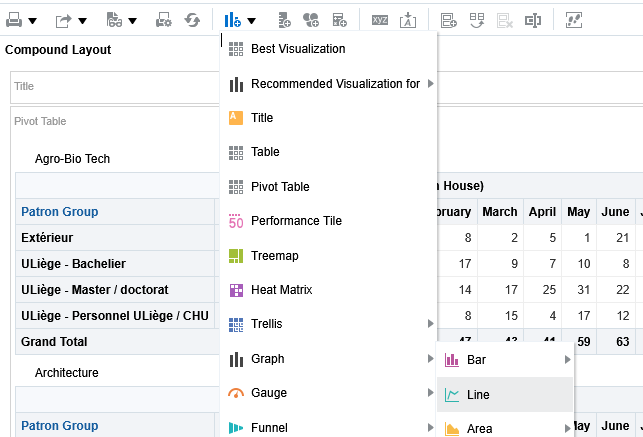 xyz
A
Compound Layout
Title
Pivot Table
Best Visualization
Recommended Visualization for
A Title
Table
Pivot Table
50 Performance Tile
Treemap
Heat Matrix
Trellis
Graph
Gauge
Funnel
Bar
Line
Area
Agro-Bio Tech
House)
Patron Group
bruary March April May June
Extérieur 8 2 5 1 21
ULiège - Bachelier 17 9 7 10 8
ULiège - Master / doctorat 14 17 25 31 22
ULiège - Personnel ULiège / CHU 8 15 4 17 12
Grand Total 47 43 41 59 63
Architecture
Patron Group
May June